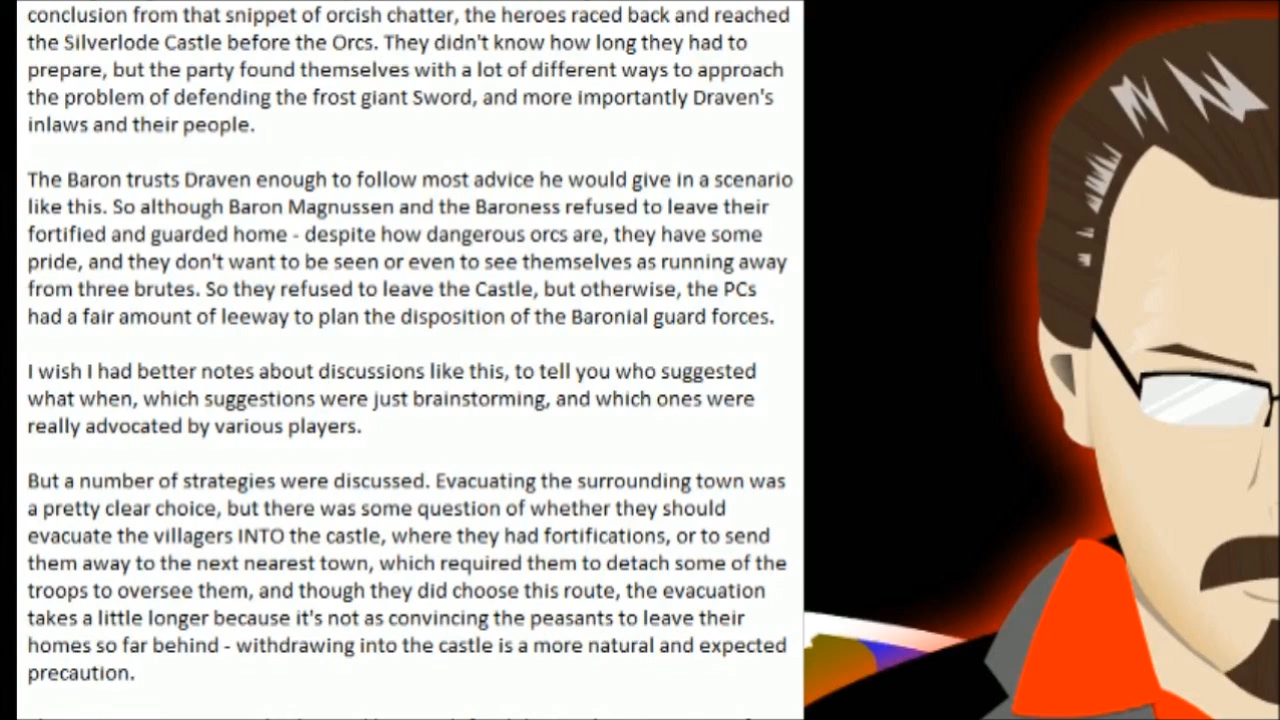 conclusion from that snippet of orcish chatter, the heroes raced back and reached
the Silverlode Castle before the Orcs. They didn't know how long they had to
prepare, but the party found themselves with a lot of different ways to approach
the problem of defending the frost giant Sword, and more importantly Draven's
inlaws and their people.
The Baron trusts Draven enough to follow most advice he would give in a scenario
like this. So although Baron Magnussen and the Baroness refused to leave their
fortified and guarded home - despite how dangerous orcs are, they have some
pride, and they don't want to be seen or even to see themselves as running away
from three brutes. So they refused to leave the Castle, but otherwise, the PCs
had a fair amount of leeway to plan the disposition of the Baronial guard forces.
I wish I had better notes about discussions like this, to tell you who suggested
what when, which suggestions were just brainstorming, and which ones were
really advocated by various players.
But a number of strategies were discussed. Evacuating the surrounding town was
a pretty clear choice, but there was some question of whether they should
evacuate the villagers INTO the castle, where they had fortifications, or to send
them away to the next nearest town, which required them to detach some of the
troops to oversee them, and though they did choose this route, the evacuation
takes a little longer because it's not as convincing the peasants to leave their
homes so far behind - withdrawing into the castle is a more natural and expected
precaution.